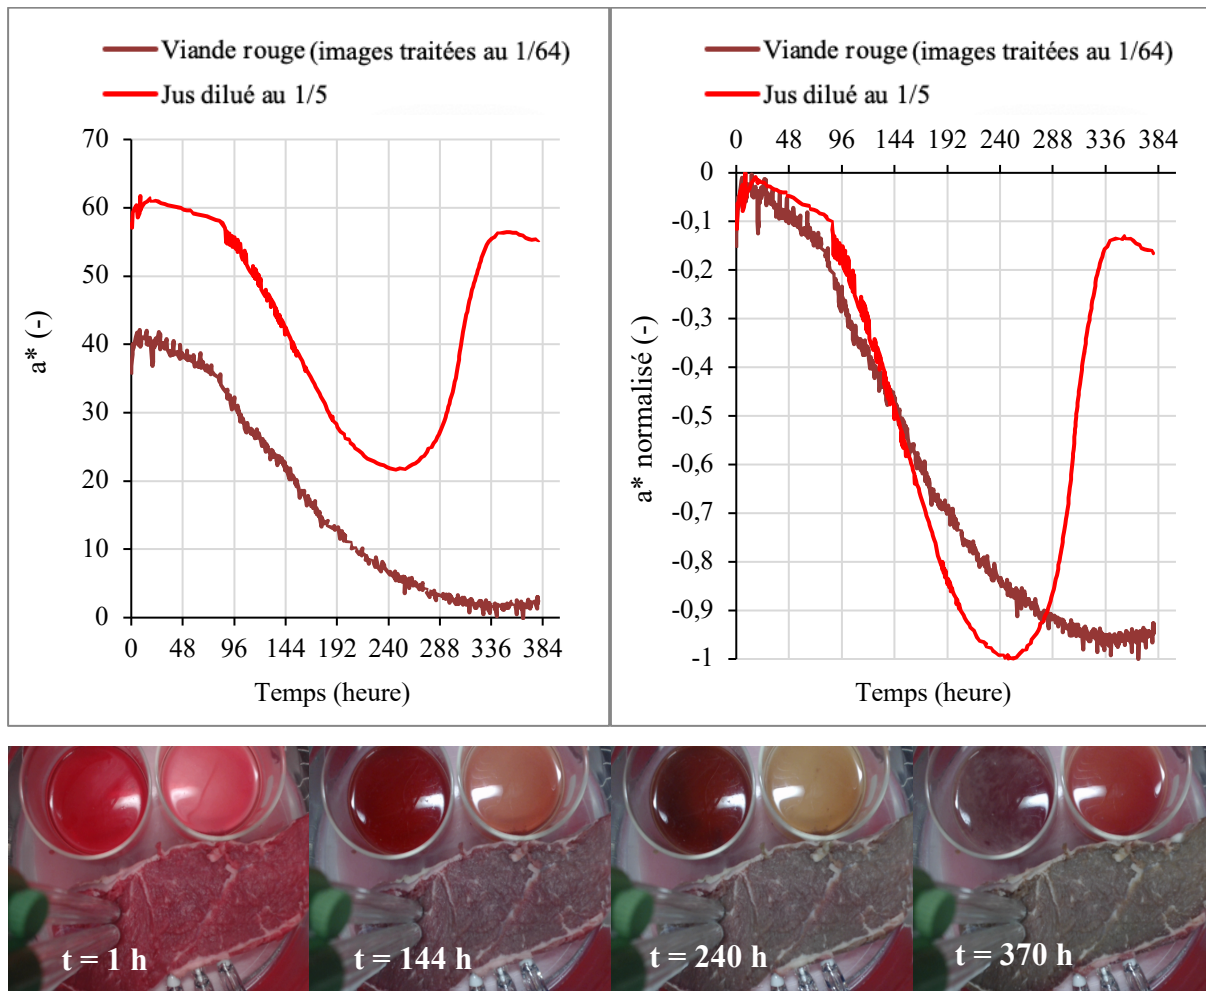 Viande rouge (images traitées au 1/64)
Jus dilué au 1/5
70
60
50
40
30
20
10
0
a* (-)
0 48 96 144 192 240 288 336 384
Temps (heure)
Viande rouge (images traitées au 1/64)
Jus dilué au 1/5
0 48 96 144 192 240 288 336 384
0
-0,1
-0,2
-0,3
-0,4
-0,5
-0,6
-0,7
-0,8
-0,9
-1
a* normalisé (-)
Temps (heure)
t = 1 h
t = 144 h
t = 240 h
t = 370 h